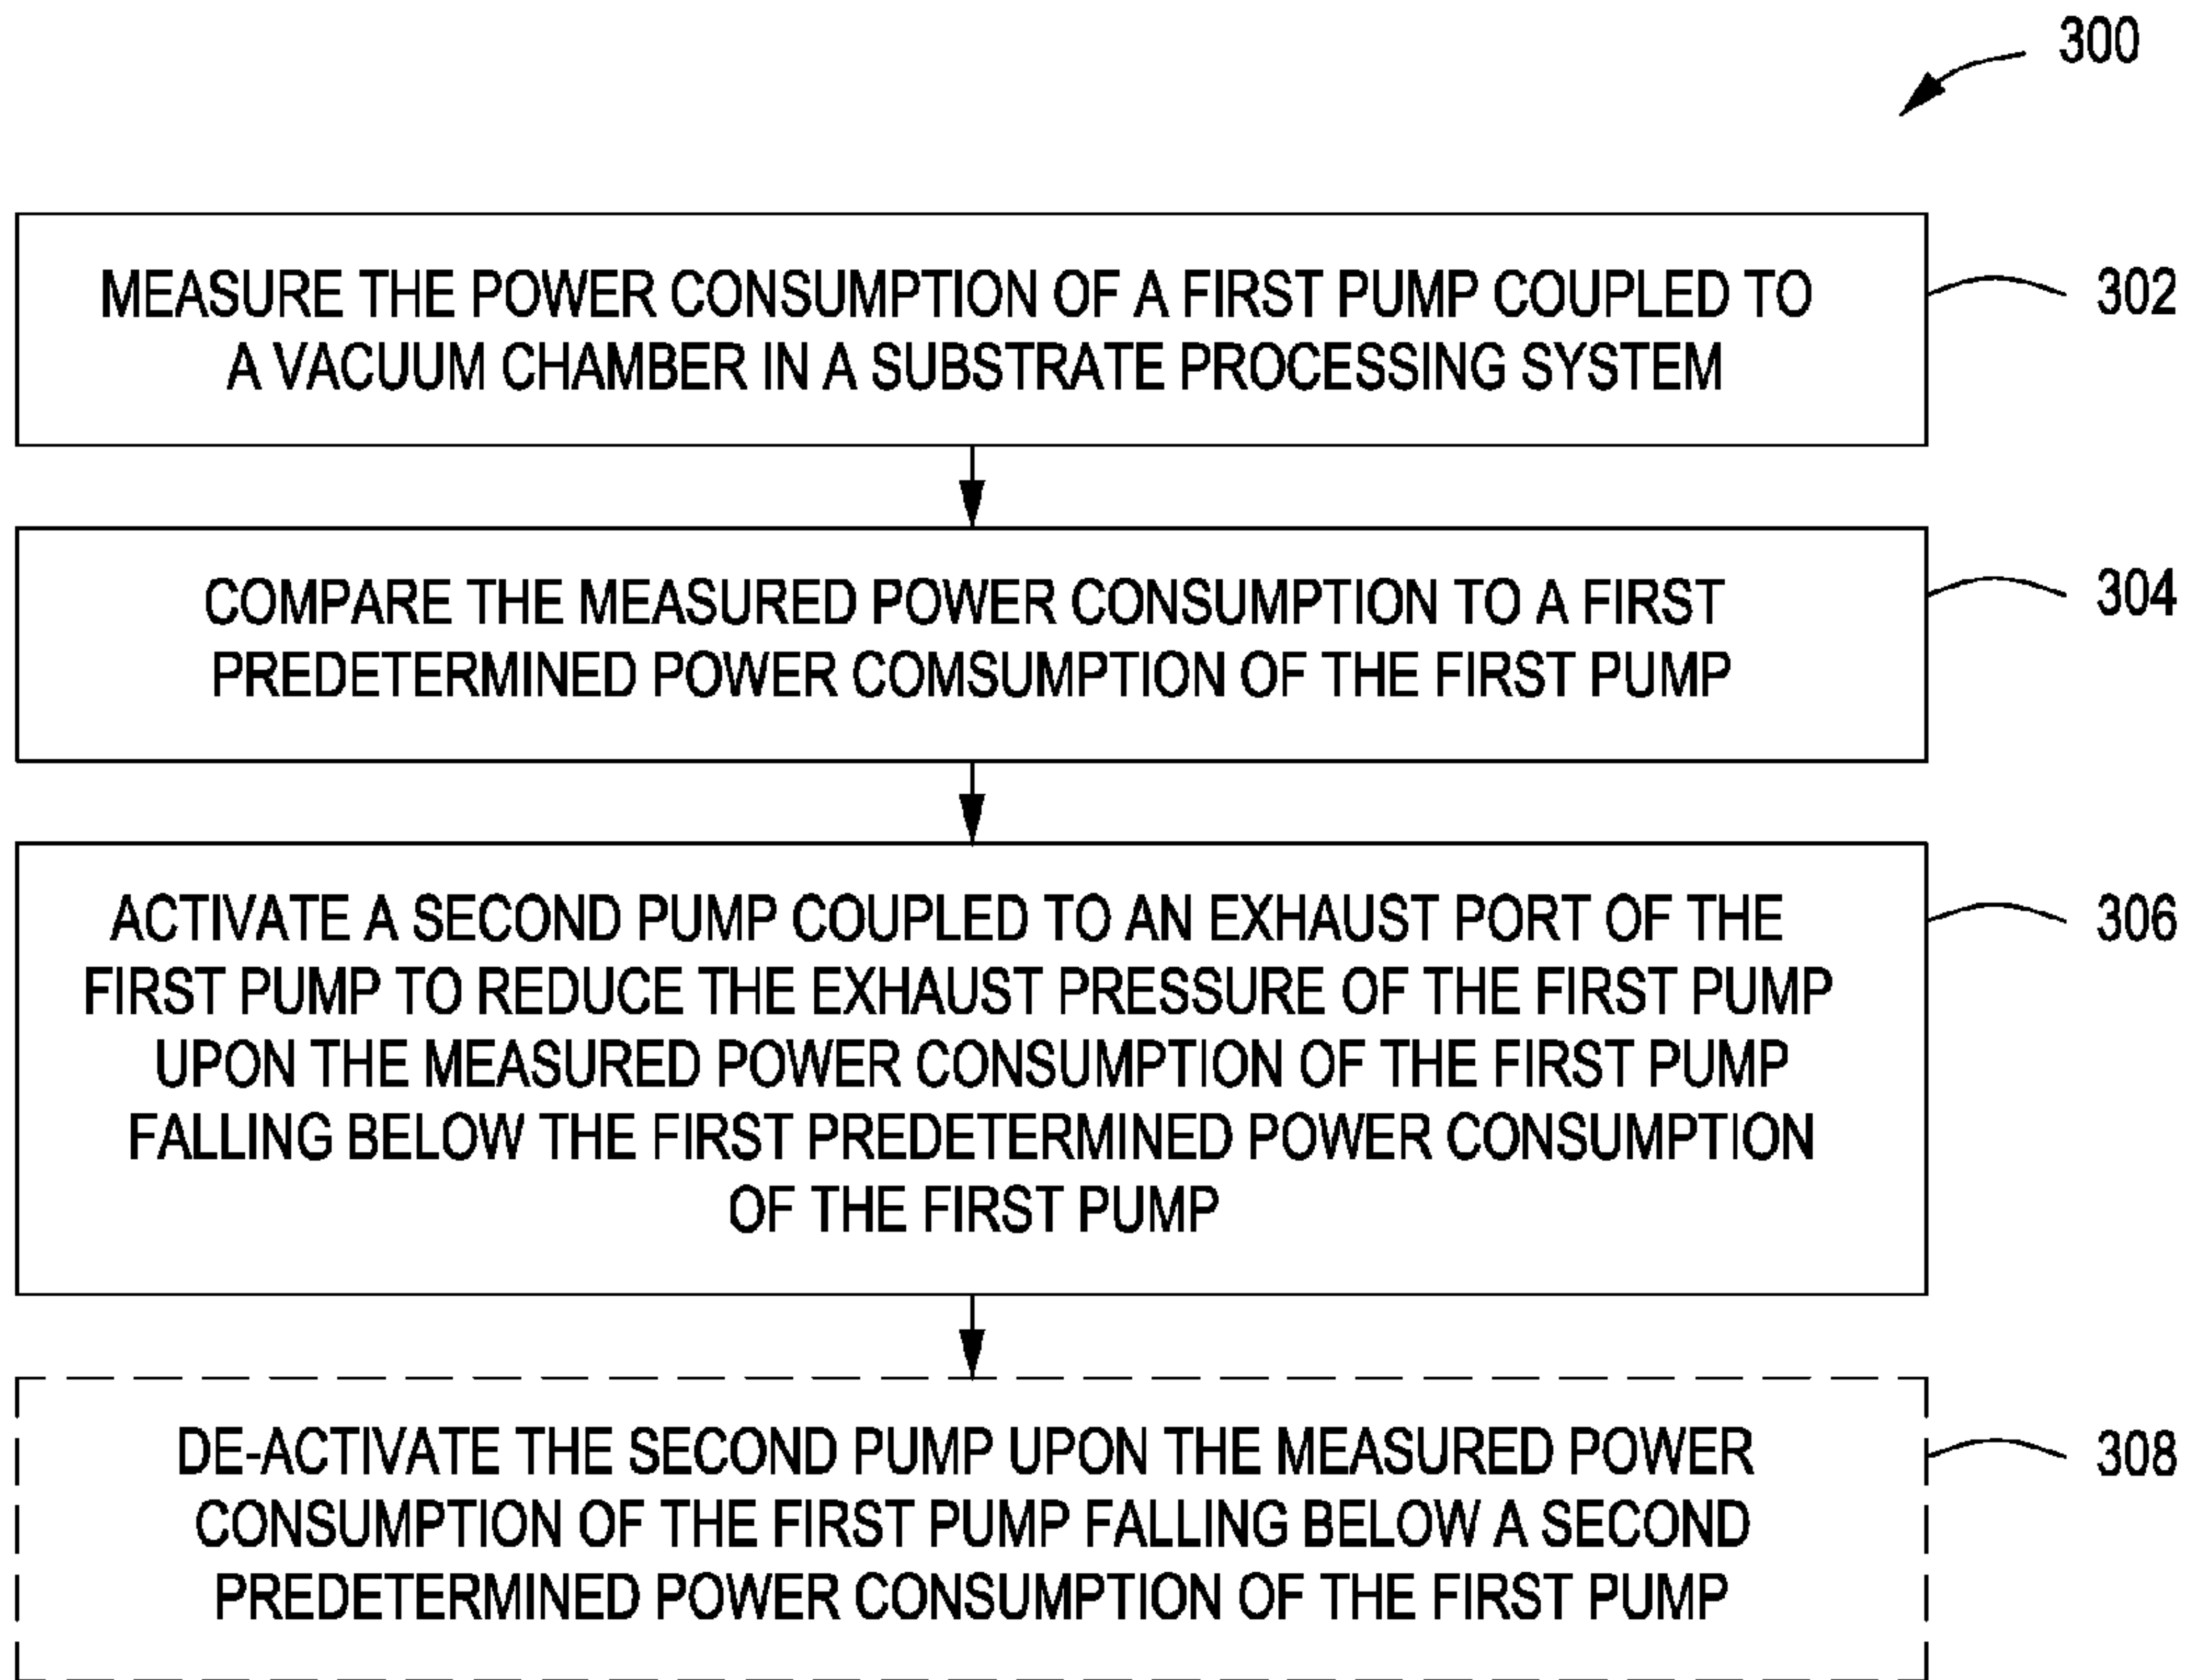 300
MEASURE THE POWER CONSUMPTION OF A FIRST PUMP COUPLED TO
A VACUUM CHAMBER IN A SUBSTRATE PROCESSING SYSTEM
302
COMPARE THE MEASURED POWER CONSUMPTION TO A FIRST
PREDETERMINED POWER COMSUMPTION OF THE FIRST PUMP
304
ACTIVATE A SECOND PUMP COUPLED TO AN EXHAUST PORT OF THE
FIRST PUMP TO REDUCE THE EXHAUST PRESSURE OF THE FIRST PUMP
UPON THE MEASURED POWER CONSUMPTION OF THE FIRST PUMP
FALLING BELOW THE FIRST PREDETERMINED POWER CONSUMPTION
OF THE FIRST PUMP
306
DE-ACTIVATE THE SECOND PUMP UPON THE MEASURED POWER
CONSUMPTION OF THE FIRST PUMP FALLING BELOW A SECOND
PREDETERMINED POWER CONSUMPTION OF THE FIRST PUMP
308